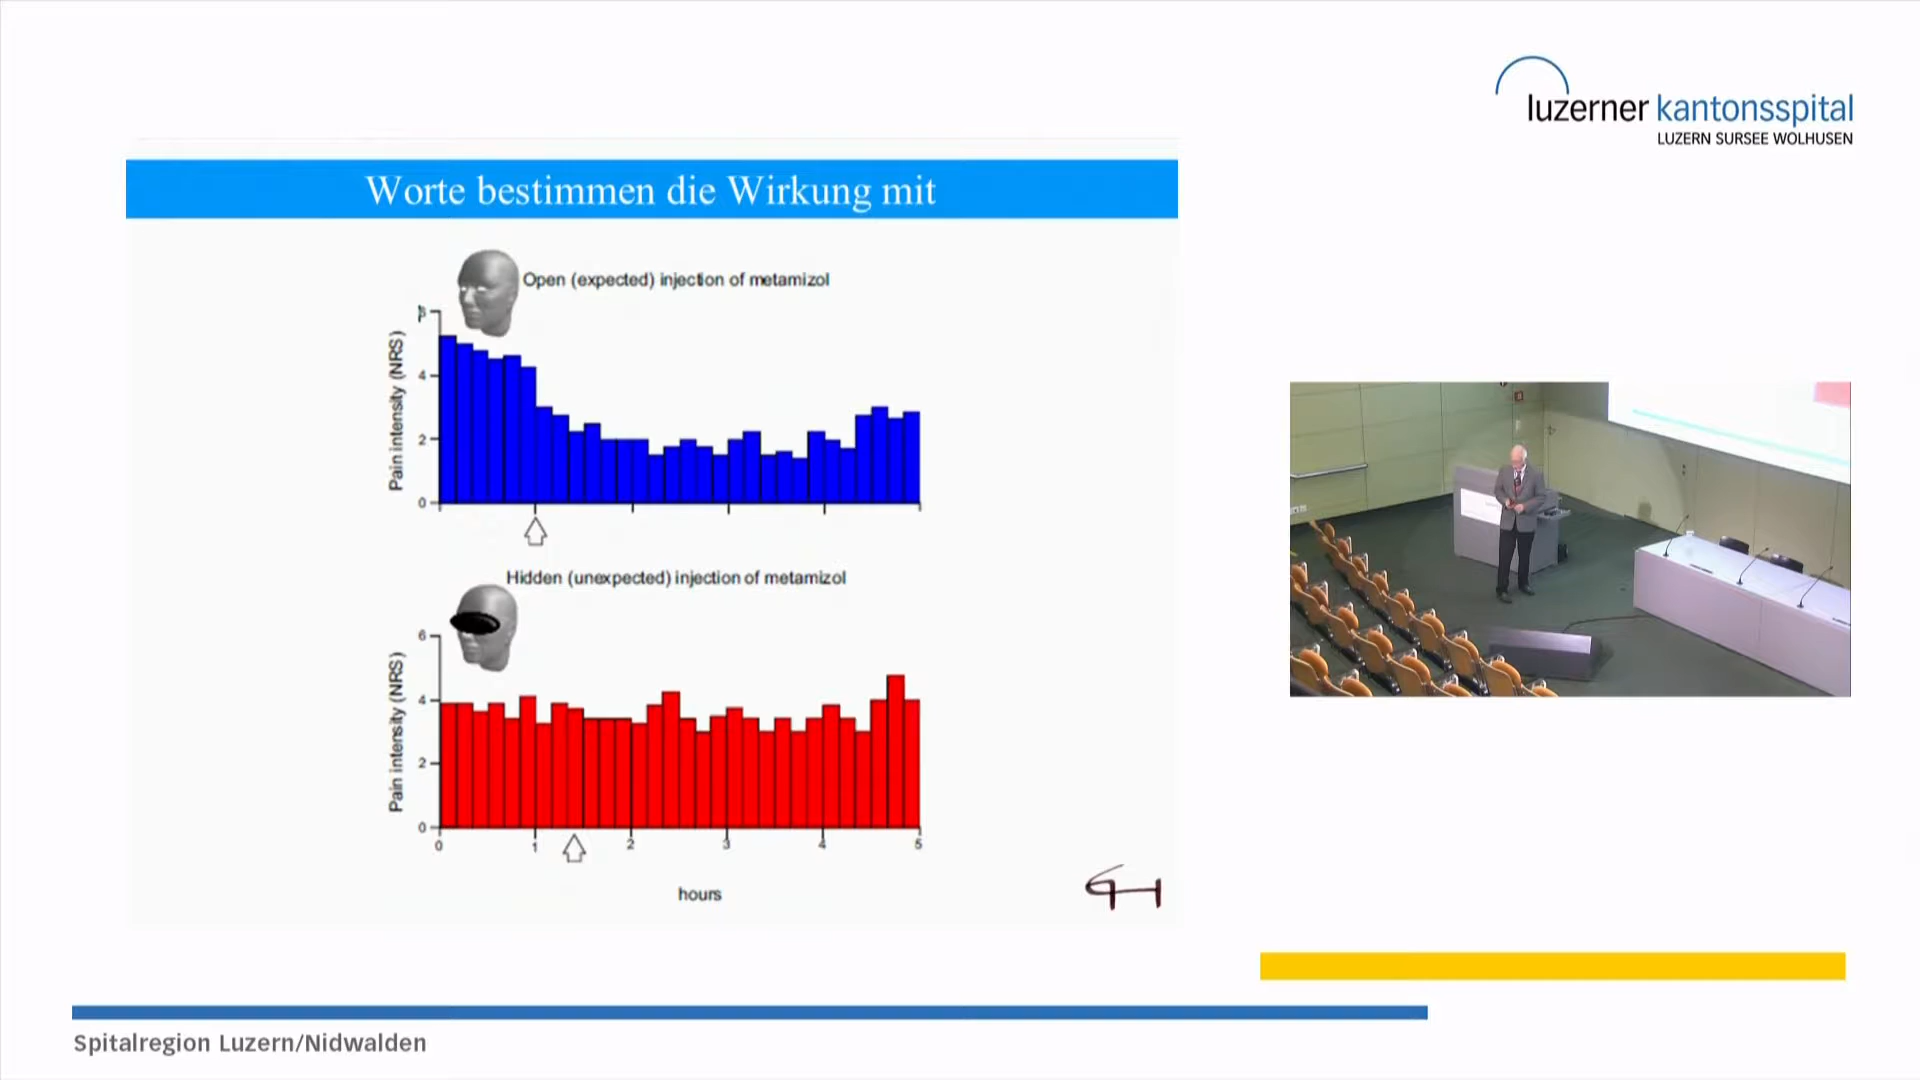 luzerner kantonsspital
LUZERN SURSEE WOLHUSEN
Worte bestimmen die Wirkung mit
Open (expected) injection of metamizol
Pain intensity (NRS)
4
2
0
Hidden (unexpected) injection of metamizol
Pain intensity (NRS)
6
4
2
0
0 1 2 3 4 5
hours
Spitalregion Luzern/Nidwalden